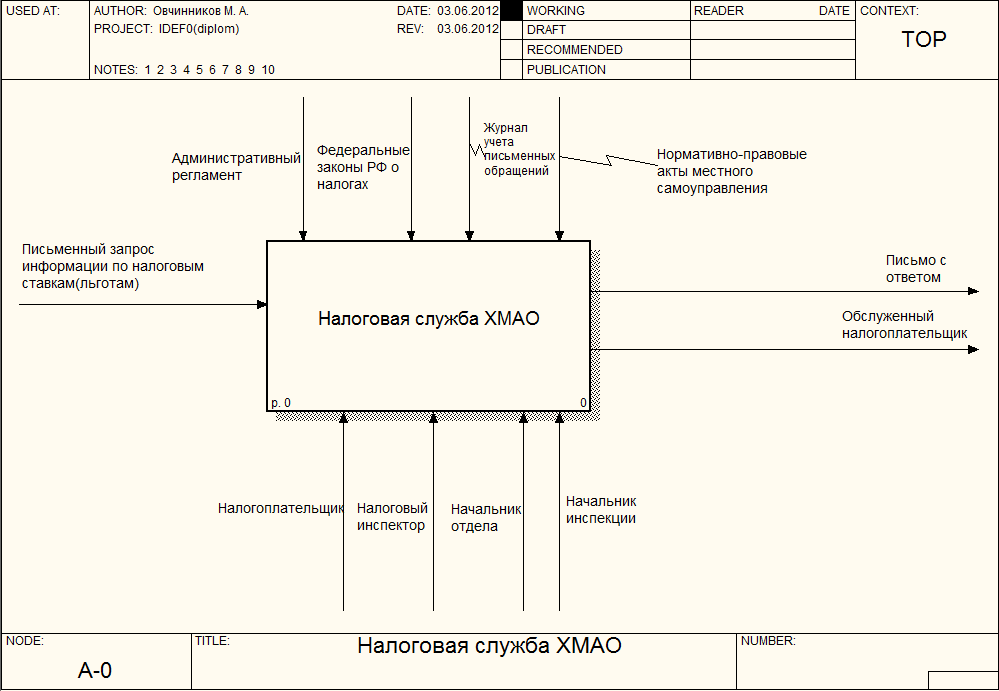 USED AT:
AUTHOR: Овчинников М. А.
DATE: 03.06.2012
PROJECT: IDEF0(diplom)
REV: 03.06.2012
NOTES: 1 2 3 4 5 6 7 8 9 10
WORKING
DRAFT
RECOMMENDED
PUBLICATION
READER
DATE
CONTEXT:
TOP
Административный
регламент
Федеральные
законы РФ о
налогах
Журнал
учета
письменных
обращений
Нормативно-правовые
акты местного
самоуправления
Письменный запрос
информации по налоговым
ставкам(льготам)
Налоговая служба ХМАО
р. 0
0
Письмо с
ответом
Обслуженный
налогоплательщик
Налогоплательщик
Налоговый
инспектор
Начальник
отдела
Начальник
инспекции
NODE:
A-0
TITLE:
Налоговая служба ХМАО
NUMBER: